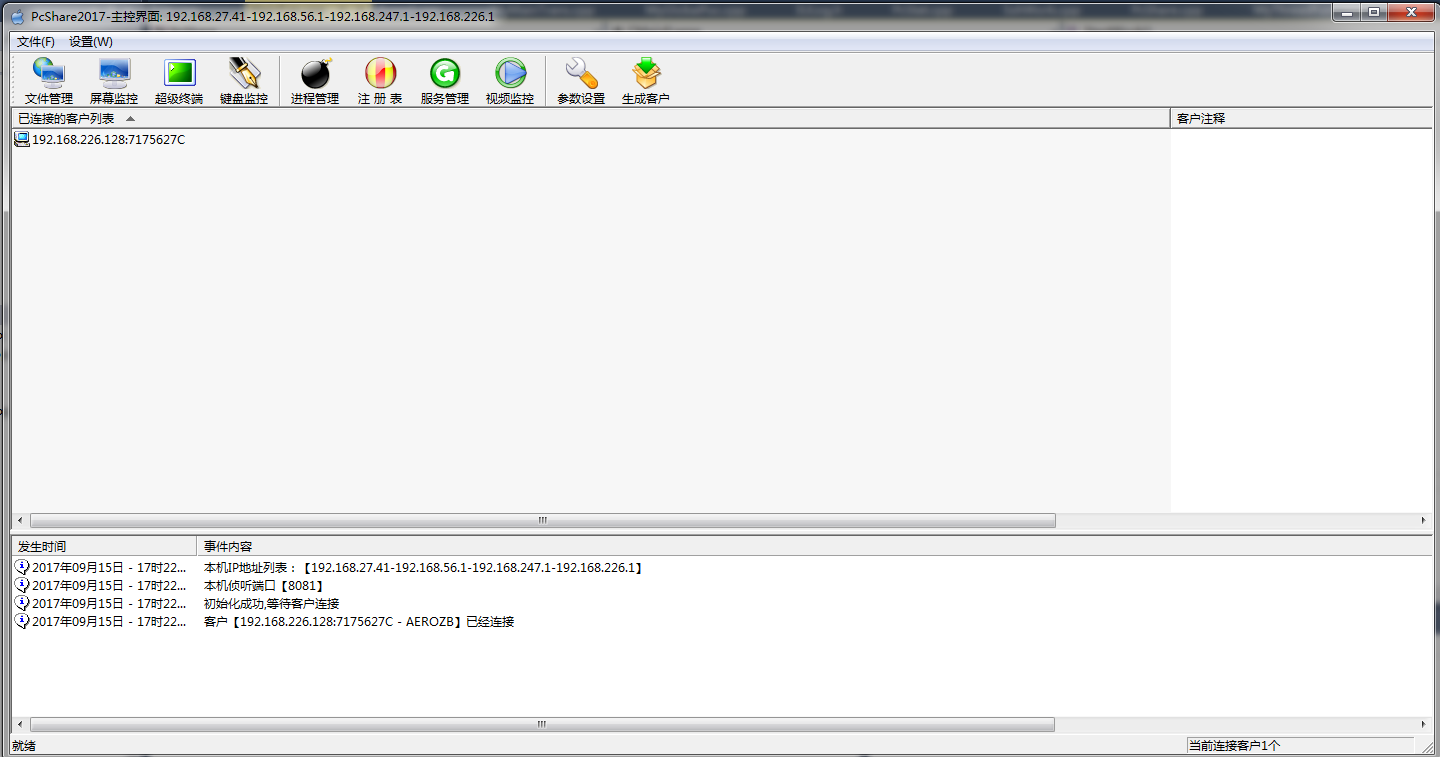 PcShare2017-主控界面: 192.168.27.41-192.168.56.1-192.168.247.1-192.168.226.1
文件(F) 设置(W)
文件管理 屏幕监控 超级终端 键盘监控 进程管理 注 册 表 服务管理 视频监控 参数设置 生成客户
已连接的客户列表 客户注释
192.168.226.128:7175627C
发生时间 事件内容
2017年09月15日 - 17时22... 本机IP地址列表：【192.168.27.41-192.168.56.1-192.168.247.1-192.168.226.1】
2017年09月15日 - 17时22... 本机侦听端口【8081】
2017年09月15日 - 17时22... 初始化成功,等待客户连接
2017年09月15日 - 17时22... 客户【192.168.226.128:7175627C - AEROZB】已经连接
就绪 当前连接客户1个